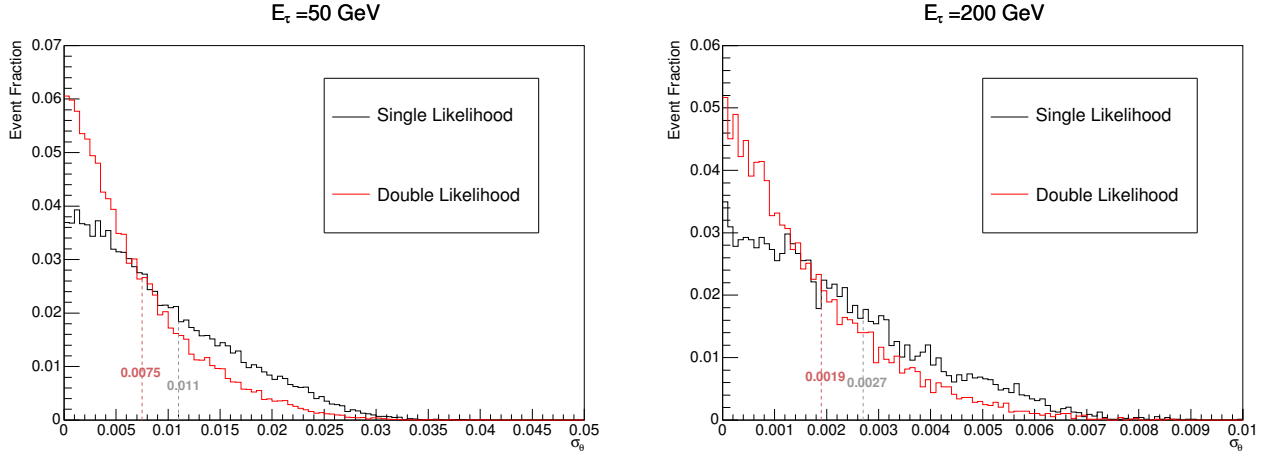 E_τ =50 GeV
Event Fraction
0.07
0.06
0.05
0.04
0.03
0.02
0.01
0
Single Likelihood
Double Likelihood
0.0075
0.011
0 0.005 0.01 0.015 0.02 0.025 0.03 0.035 0.04 0.045 0.05
σ_θ
E_τ =200 GeV
Event Fraction
0.06
0.05
0.04
0.03
0.02
0.01
0
Single Likelihood
Double Likelihood
0.0019
0.0027
0 0.001 0.002 0.003 0.004 0.005 0.006 0.007 0.008 0.009 0.01
σ_θ